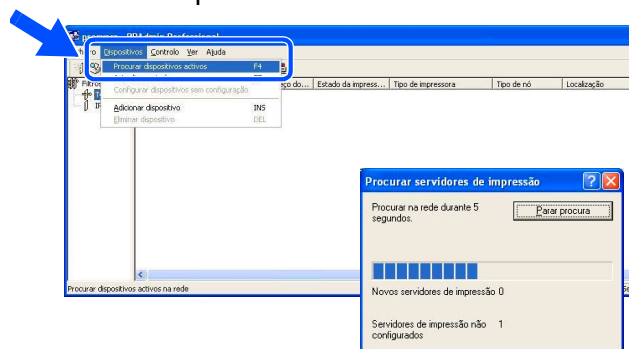 BRAdmin Professional
Dispositivos Controlo Ver Ajuda
Procurar dispositivos activos F4
Configurar dispositivos sem configuração
Adicionar dispositivo INS
Eliminar dispositivo DEL
Filtros
Estado da impress... Tipo de impressora Tipo de nó Localização
Procurar dispositivos activos na rede
Procurar servidores de impressão
Procurar na rede durante 5
segundos.
Parar procura
Novos servidores de impressão 0
Servidores de impressão não 1
configurados